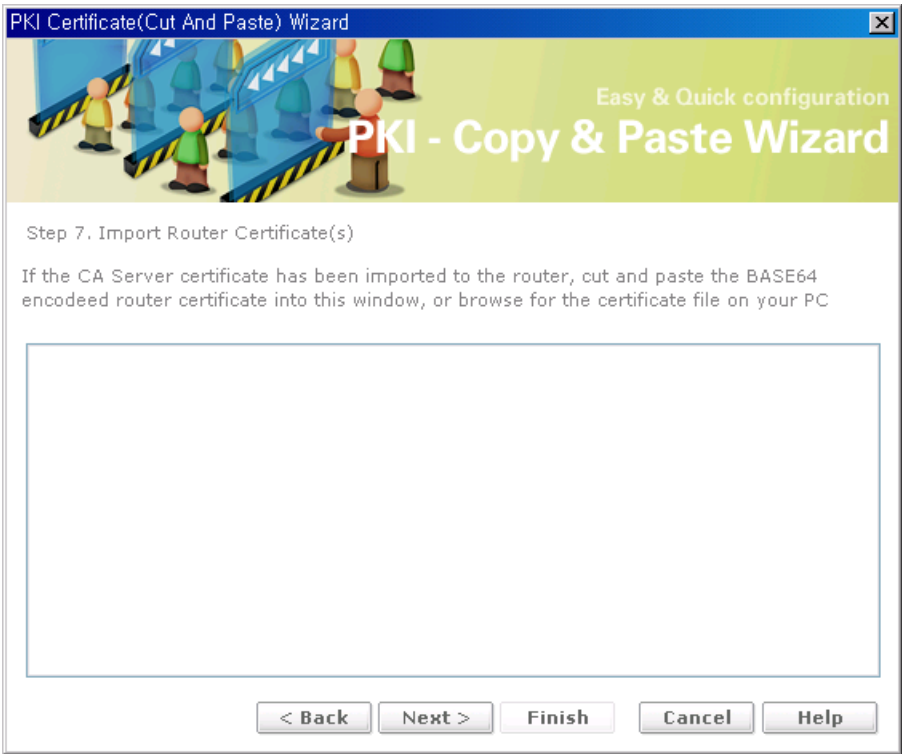 PKI Certificate(Cut And Paste) Wizard
Easy & Quick configuration
PKI - Copy & Paste Wizard
Step 7. Import Router Certificate(s)
If the CA Server certificate has been imported to the router, cut and paste the BASE64
encodeed router certificate into this window, or browse for the certificate file on your PC
< Back Next > Finish Cancel Help